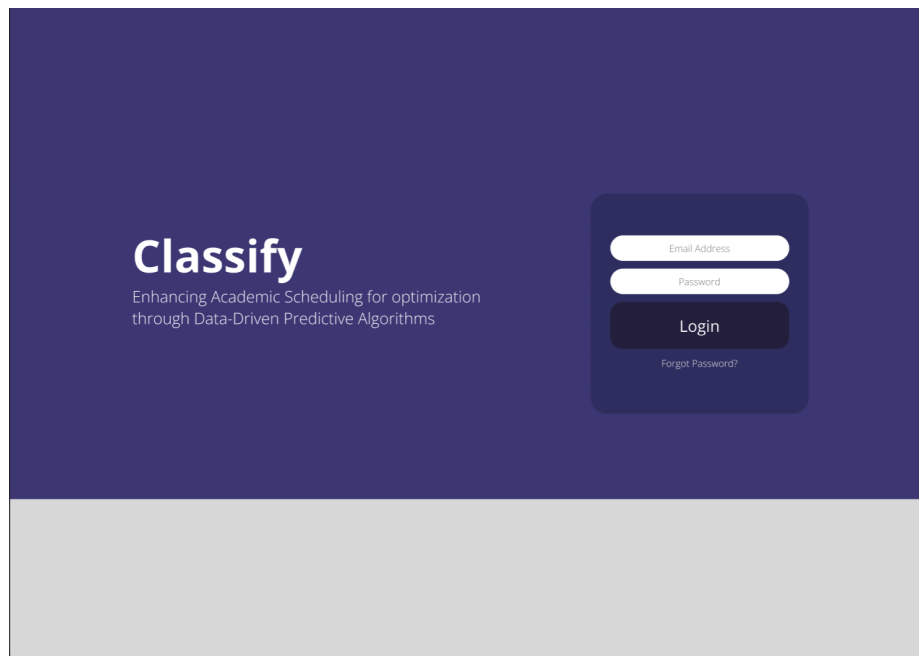 Classify
Enhancing Academic Scheduling for optimization
through Data-Driven Predictive Algorithms
Email Address
Password
Login
Forgot Password?